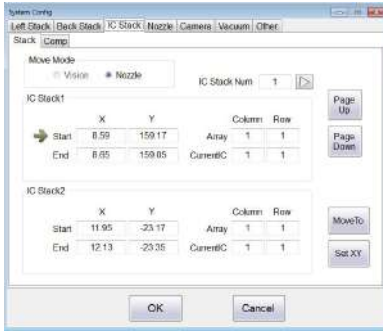 System Config
Left Stack Back Stack IC Stack Nozzle Camera Vacuum Other
Stack Comp
Move Mode
Vision Nozzle
IC Stack Num 1
IC Stack1
X Y Column Row
Start 8.59 159.17 Array 1 1
End 8.65 159.05 CurrentIC 1 1
IC Stack2
X Y Column Row
Start 11.95 -23.17 Array 1 1
End 12.13 -23.35 CurrentIC 1 1
Page Up
Page Down
MoveTo
Set XY
OK Cancel